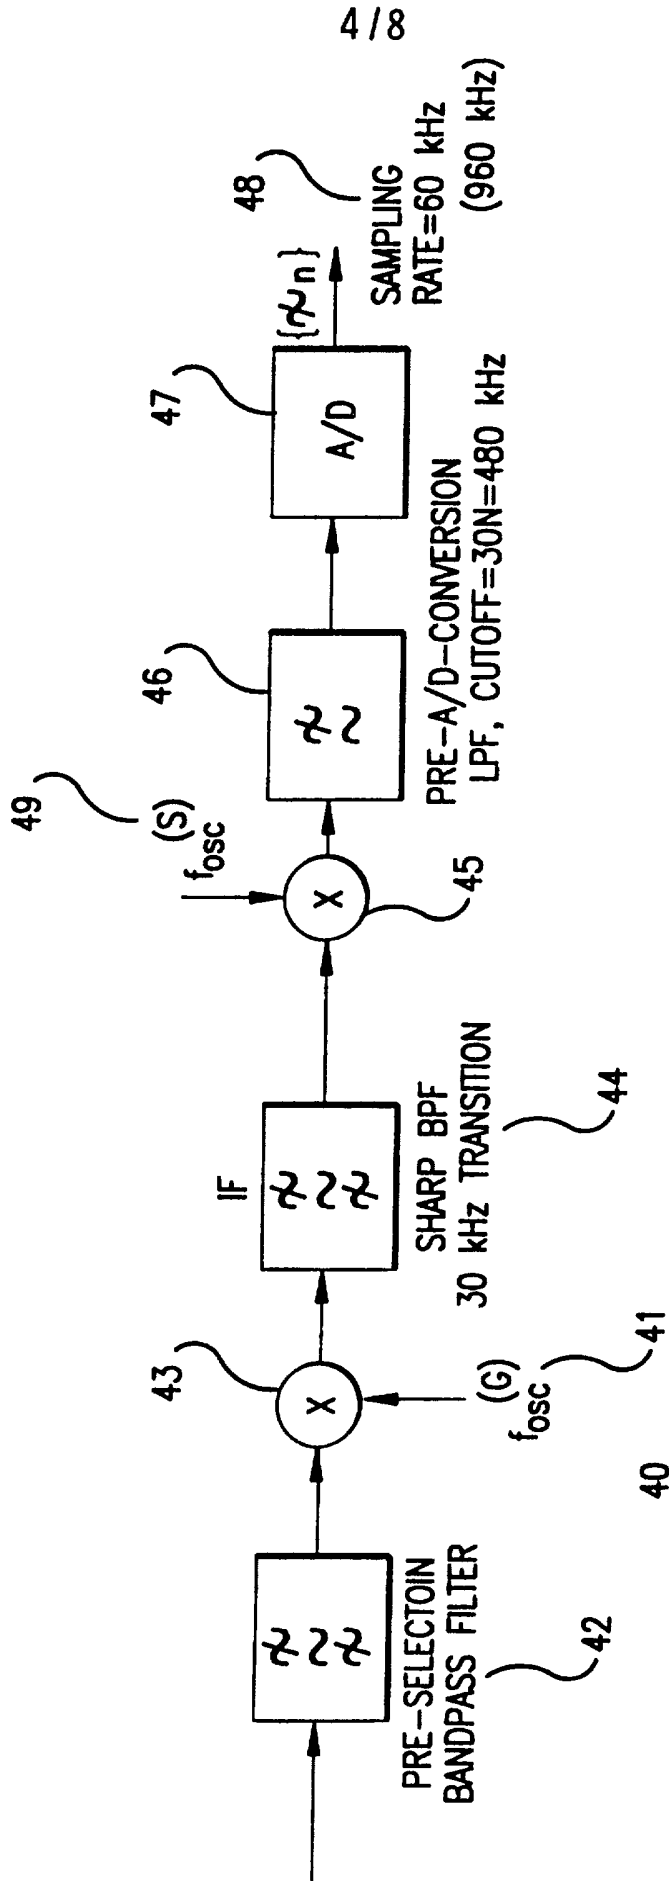 4/8
40
PRE-SELECTOIN
BANDPASS FILTER
42
43
X
(G)
fosc
41
IF
SHARP BPF
30 kHz TRANSITION
44
49
(S)
fosc
X
45
46
PRE-A/D-CONVERSION
LPF, CUTOFF=30N=480 kHz
47
A/D
48
SAMPLING
RATE=60 kHz
(960 kHz)